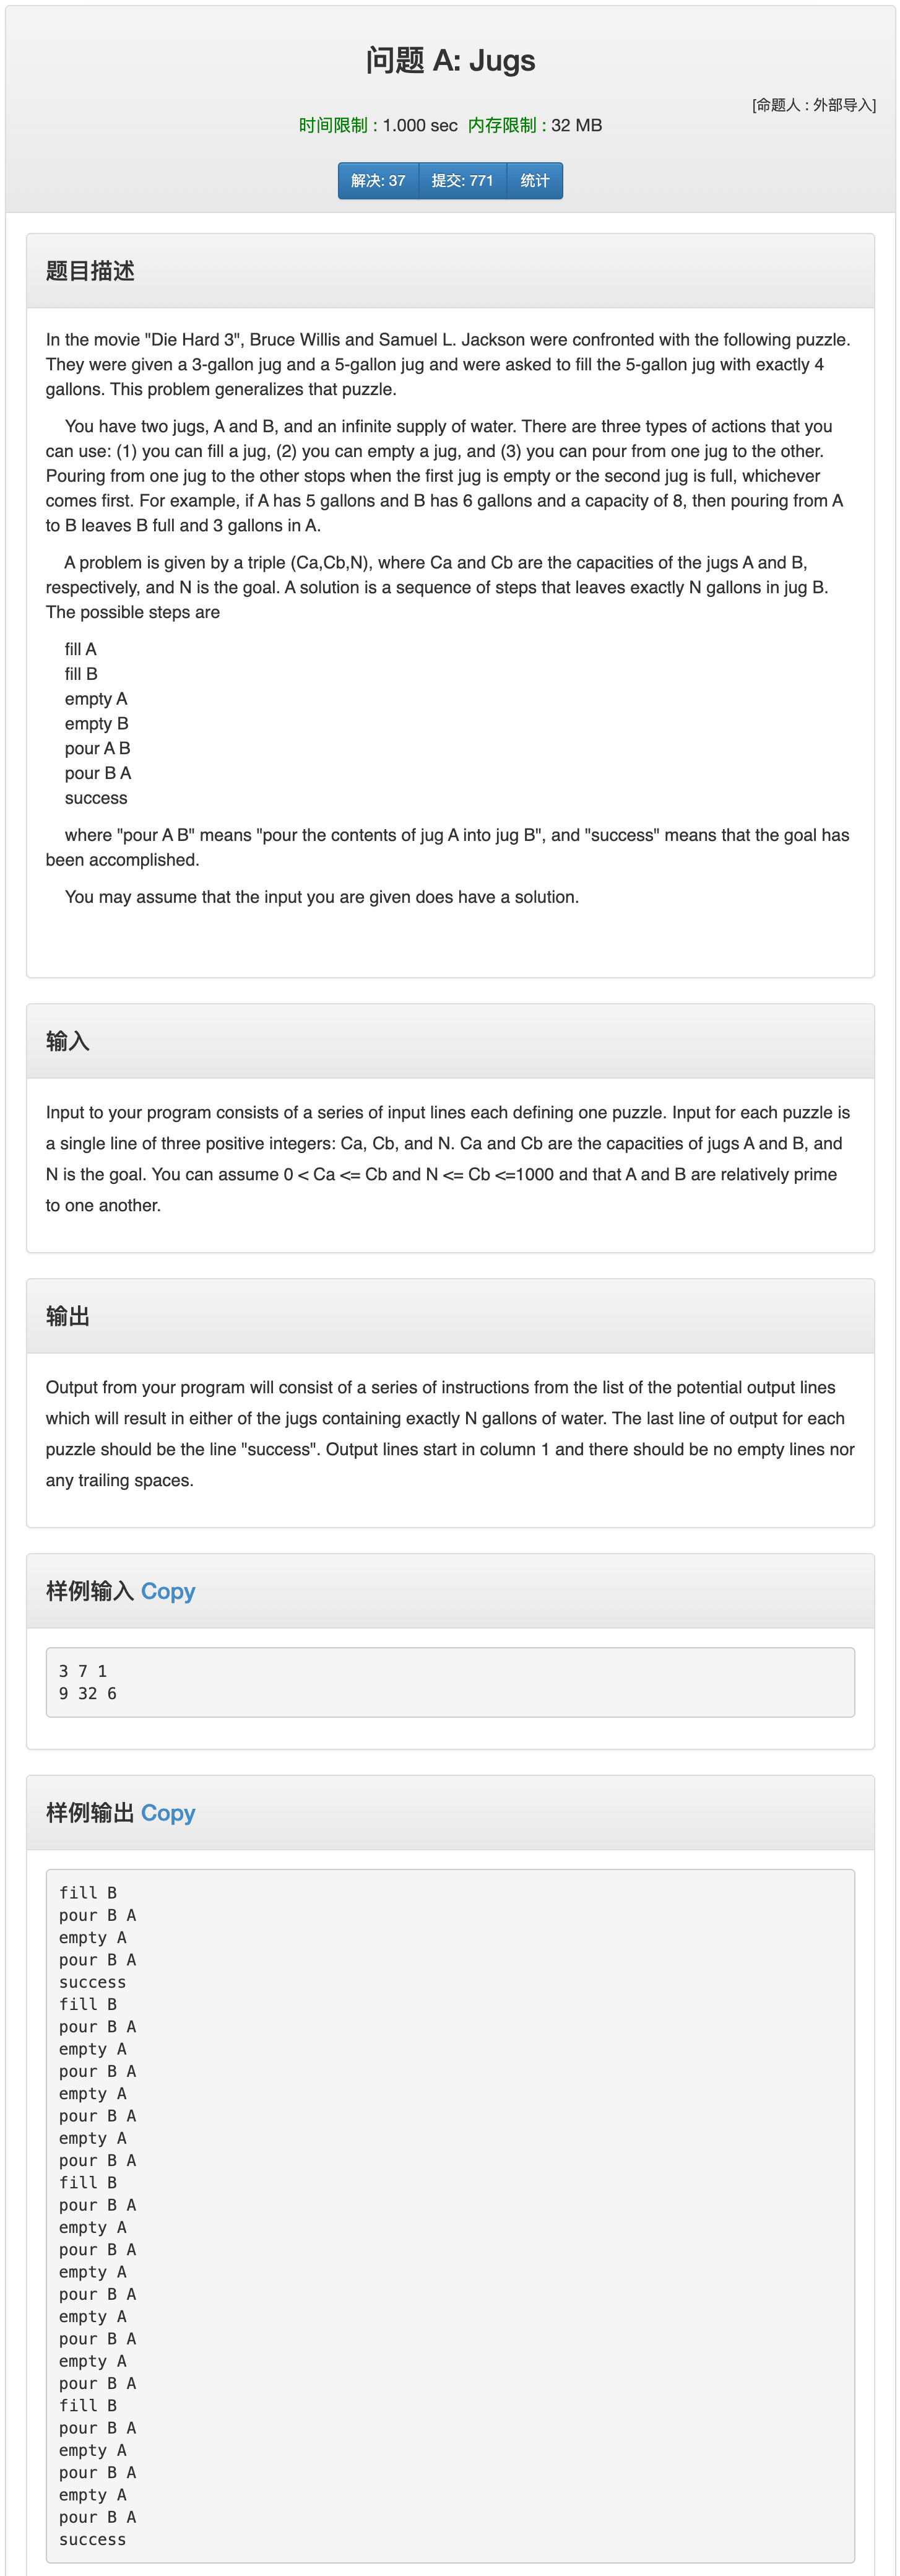 问题 A: Jugs
[命题人 : 外部导入]
时间限制 : 1.000 sec 内存限制 : 32 MB
解决: 37 提交: 771 统计
题目描述
In the movie "Die Hard 3", Bruce Willis and Samuel L. Jackson were confronted with the following puzzle.
They were given a 3-gallon jug and a 5-gallon jug and were asked to fill the 5-gallon jug with exactly 4
gallons. This problem generalizes that puzzle.
You have two jugs, A and B, and an infinite supply of water. There are three types of actions that you
can use: (1) you can fill a jug, (2) you can empty a jug, and (3) you can pour from one jug to the other.
Pouring from one jug to the other stops when the first jug is empty or the second jug is full, whichever
comes first. For example, if A has 5 gallons and B has 6 gallons and a capacity of 8, then pouring from A
to B leaves B full and 3 gallons in A.
A problem is given by a triple (Ca,Cb,N), where Ca and Cb are the capacities of the jugs A and B,
respectively, and N is the goal. A solution is a sequence of steps that leaves exactly N gallons in jug B.
The possible steps are
fill A
fill B
empty A
empty B
pour A B
pour B A
success
where "pour A B" means "pour the contents of jug A into jug B", and "success" means that the goal has
been accomplished.
You may assume that the input you are given does have a solution.
输入
Input to your program consists of a series of input lines each defining one puzzle. Input for each puzzle is
a single line of three positive integers: Ca, Cb, and N. Ca and Cb are the capacities of jugs A and B, and
N is the goal. You can assume 0 < Ca <= Cb and N <= Cb <=1000 and that A and B are relatively prime
to one another.
输出
Output from your program will consist of a series of instructions from the list of the potential output lines
which will result in either of the jugs containing exactly N gallons of water. The last line of output for each
puzzle should be the line "success". Output lines start in column 1 and there should be no empty lines nor
any trailing spaces.
样例输入 Copy
3 7 1
9 32 6
样例输出 Copy
fill B
pour B A
empty A
pour B A
success
fill B
pour B A
empty A
pour B A
empty A
pour B A
empty A
pour B A
fill B
pour B A
empty A
pour B A
empty A
pour B A
empty A
pour B A
empty A
pour B A
fill B
pour B A
empty A
pour B A
empty A
pour B A
success